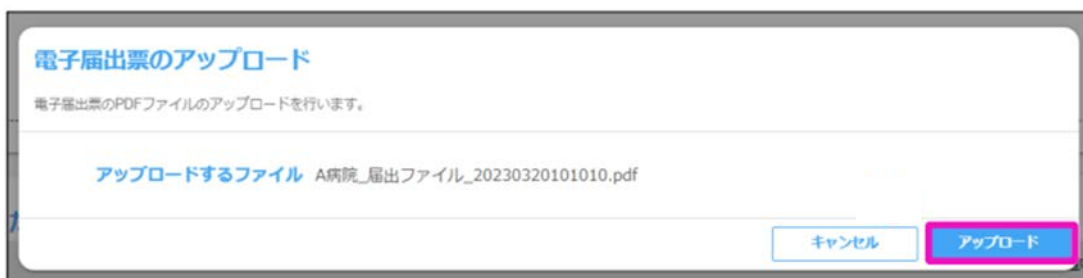 電子届出票のアップロード
電子届出票のPDFファイルのアップロードを行います。
アップロードするファイル A病院_届出ファイル_20230320101010.pdf
キャンセル アップロード